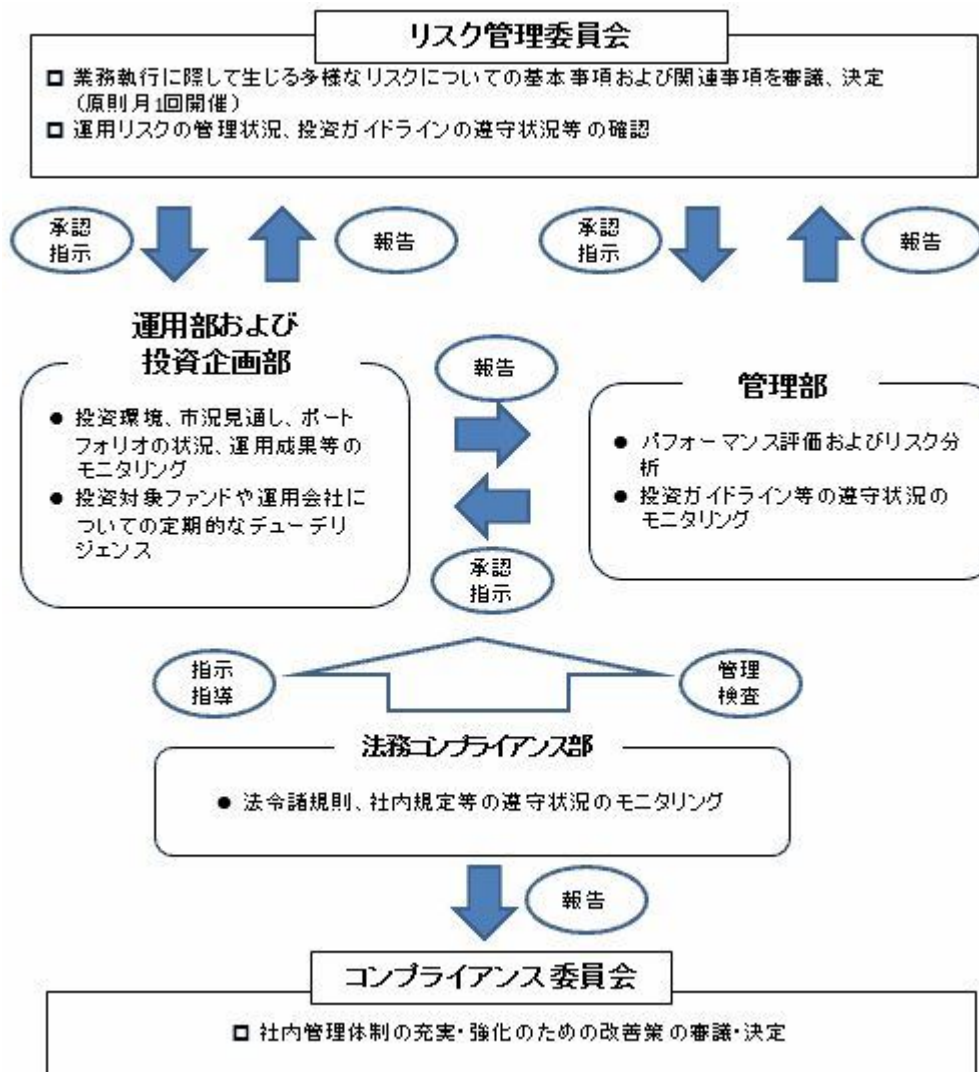 リスク管理委員会
□ 業務執行に際して生じる多様なリスクについての基本事項および関連事項を審議、決定
（原則月1回開催）
□ 運用リスクの管理状況、投資ガイドラインの遵守状況等の確認
承認
指示
報告
承認
指示
報告
運用部および
投資企画部
● 投資環境、市況見通し、ポート
フォリオの状況、運用成果等の
モニタリング
● 投資対象ファンドや運用会社に
ついての定期的なデューデリ
ジェンス
報告
承認
指示
管理部
● パフォーマンス評価およびリスク分
析
● 投資ガイドライン等の遵守状況の
モニタリング
指示
指導
管理
検査
法務コンプライアンス部
● 法令諸規則、社内規定等の遵守状況のモニタリング
報告
コンプライアンス委員会
□ 社内管理体制の充実・強化のための改善策の審議・決定